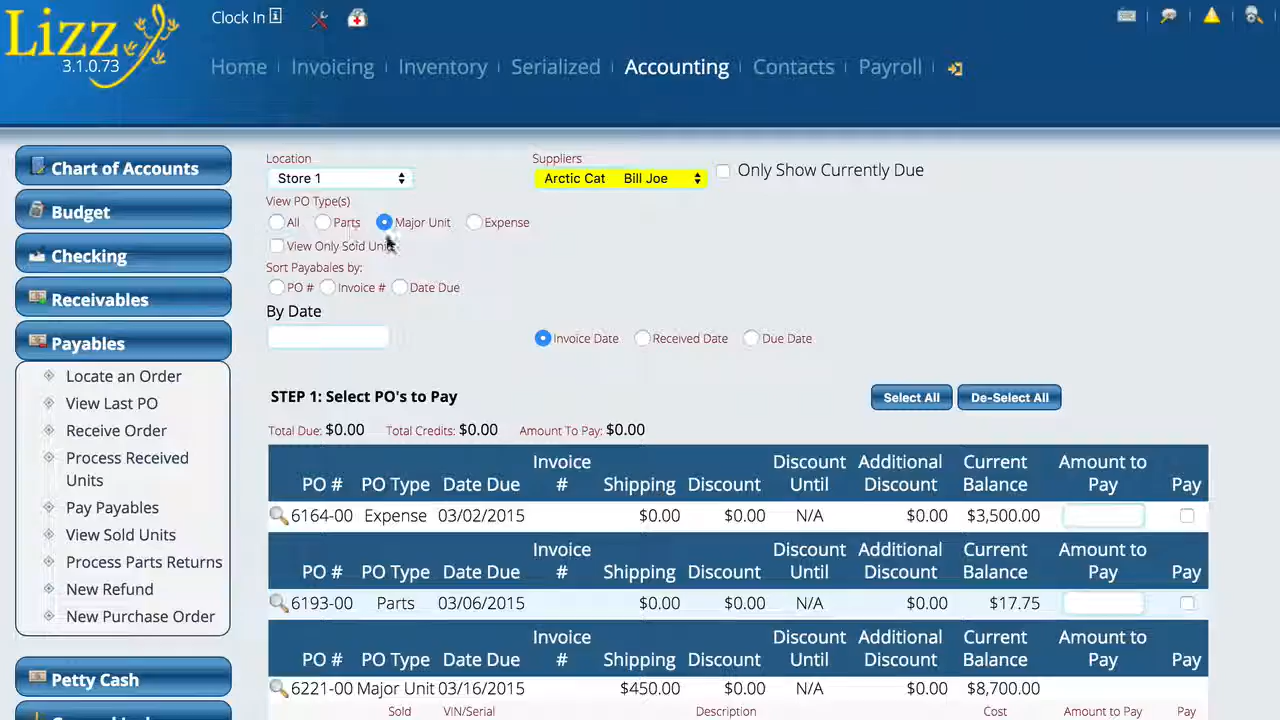 Lizz
3.1.0.73
Clock In
Home Invoicing Inventory Serialized Accounting Contacts Payroll
Chart of Accounts
Budget
Checking
Receivables
Payables
Locate an Order
View Last PO
Receive Order
Process Received
Units
Pay Payables
View Sold Units
Process Parts Returns
New Refund
New Purchase Order
Petty Cash
Location
Store 1
Suppliers
Arctic Cat Bill Joe
Only Show Currently Due
View PO Type(s)
All Parts Major Unit Expense
View Only Sold Units
Sort Payabales by:
PO # Invoice # Date Due
By Date
Invoice Date Received Date Due Date
STEP 1: Select PO's to Pay
Select All De-Select All
Total Due: $0.00 Total Credits: $0.00 Amount To Pay: $0.00
PO # PO Type Date Due Invoice # Shipping Discount Discount Until Additional Discount Current Balance Amount to Pay Pay
6164-00 Expense 03/02/2015 $0.00 $0.00 N/A $0.00 $3,500.00
PO # PO Type Date Due Invoice # Shipping Discount Discount Until Additional Discount Current Balance Amount to Pay Pay
6193-00 Parts 03/06/2015 $0.00 $0.00 N/A $0.00 $17.75
PO # PO Type Date Due Invoice # Shipping Discount Discount Until Additional Discount Current Balance Amount to Pay Pay
6221-00 Major Unit 03/16/2015 $450.00 $0.00 N/A $0.00 $8,700.00
Sold VIN/Serial Description Cost Amount to Pay Pay